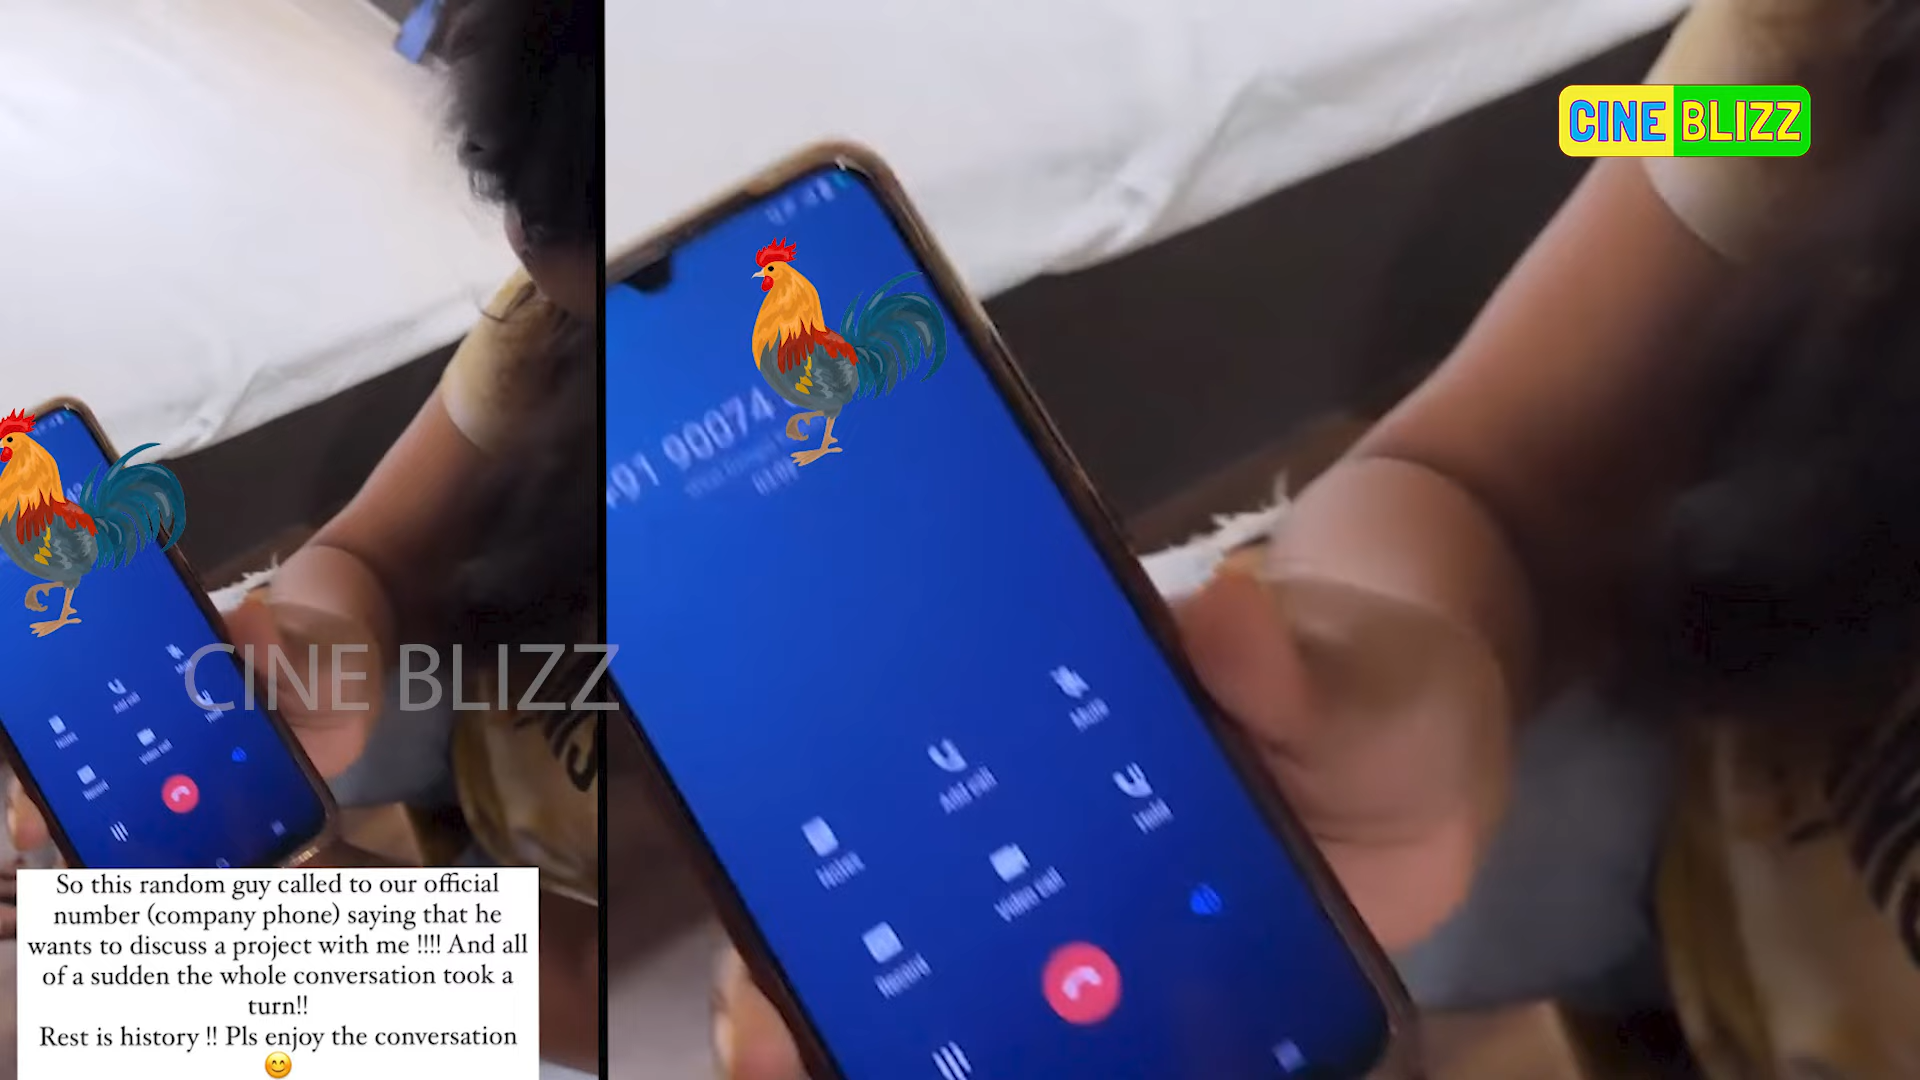 CINE BLIZZ
+91 90074
Mute
Add call
Hold
Notes
Video call
Record
CINE BLIZZ
So this random guy called to our official
number (company phone) saying that he
wants to discuss a project with me !!!! And all
of a sudden the whole conversation took a
turn!!
Rest is history !! Pls enjoy the conversation
😊